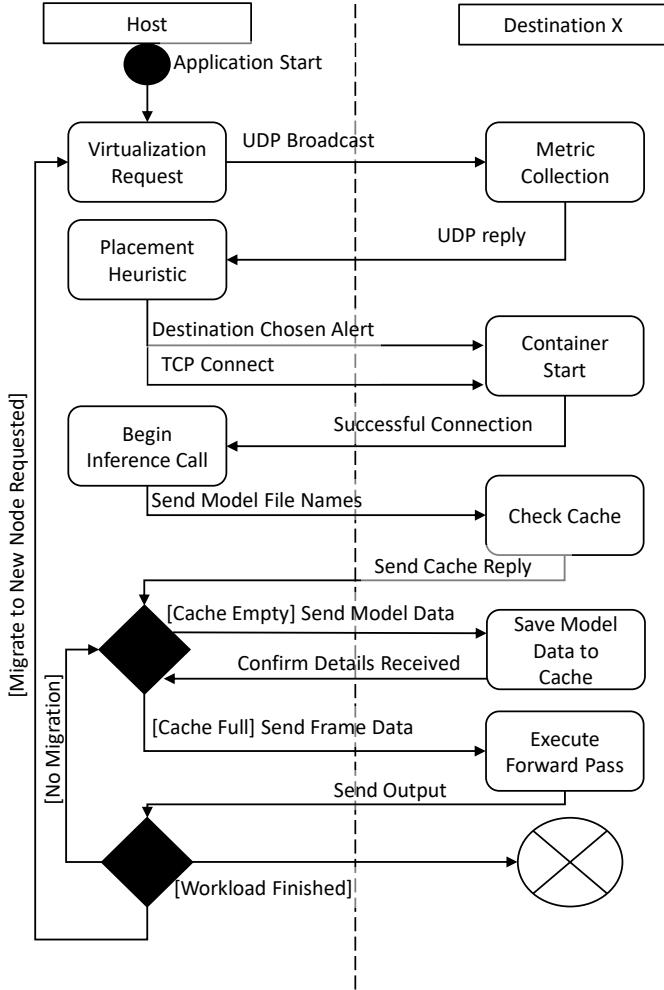 Host
Destination X
Application Start
Virtualization
Request
UDP Broadcast
Metric
Collection
UDP reply
Placement
Heuristic
Destination Chosen Alert
TCP Connect
Container
Start
Successful Connection
Begin
Inference Call
Send Model File Names
Check Cache
Send Cache Reply
[Cache Empty] Send Model Data
Save Model
Data to
Cache
Confirm Details Received
[Cache Full] Send Frame Data
Execute
Forward Pass
Send Output
[Workload Finished]
[No Migration]
[Migrate to New Node Requested]